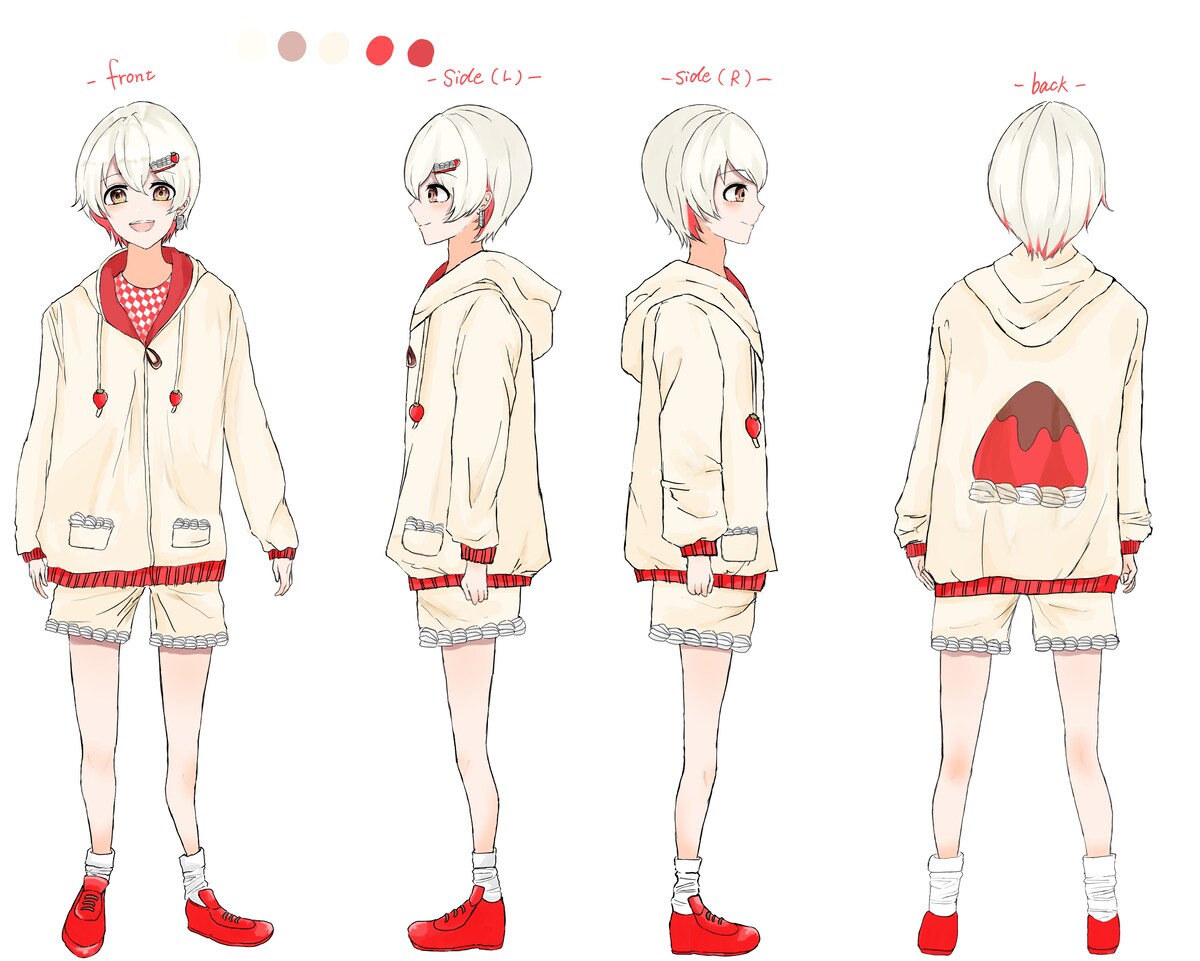 - front
- Side (L) -
- side (R) -
- back -